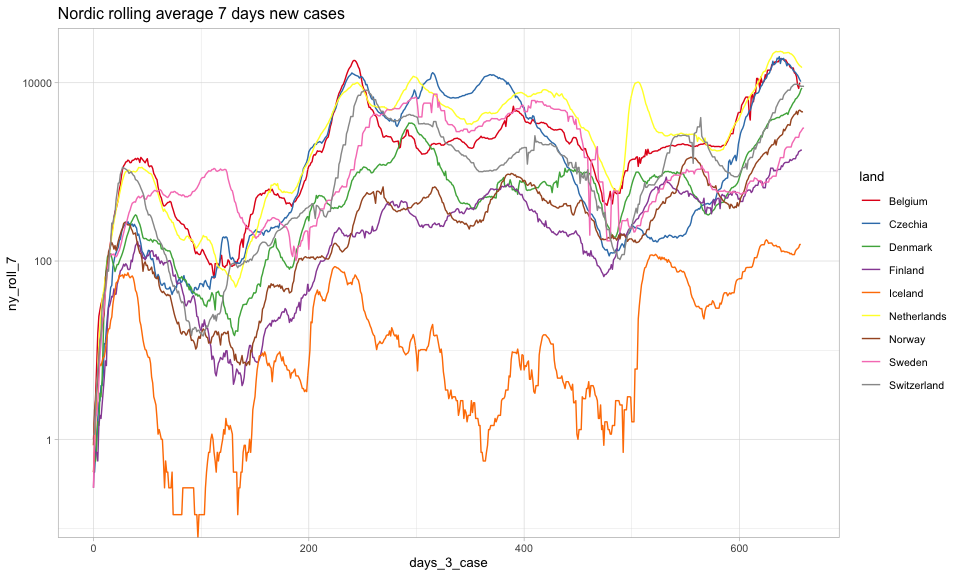 Nordic rolling average 7 days new cases
ny_roll_7
10000
100
1
0
200
400
600
days_3_case
land
Belgium
Czechia
Denmark
Finland
Iceland
Netherlands
Norway
Sweden
Switzerland